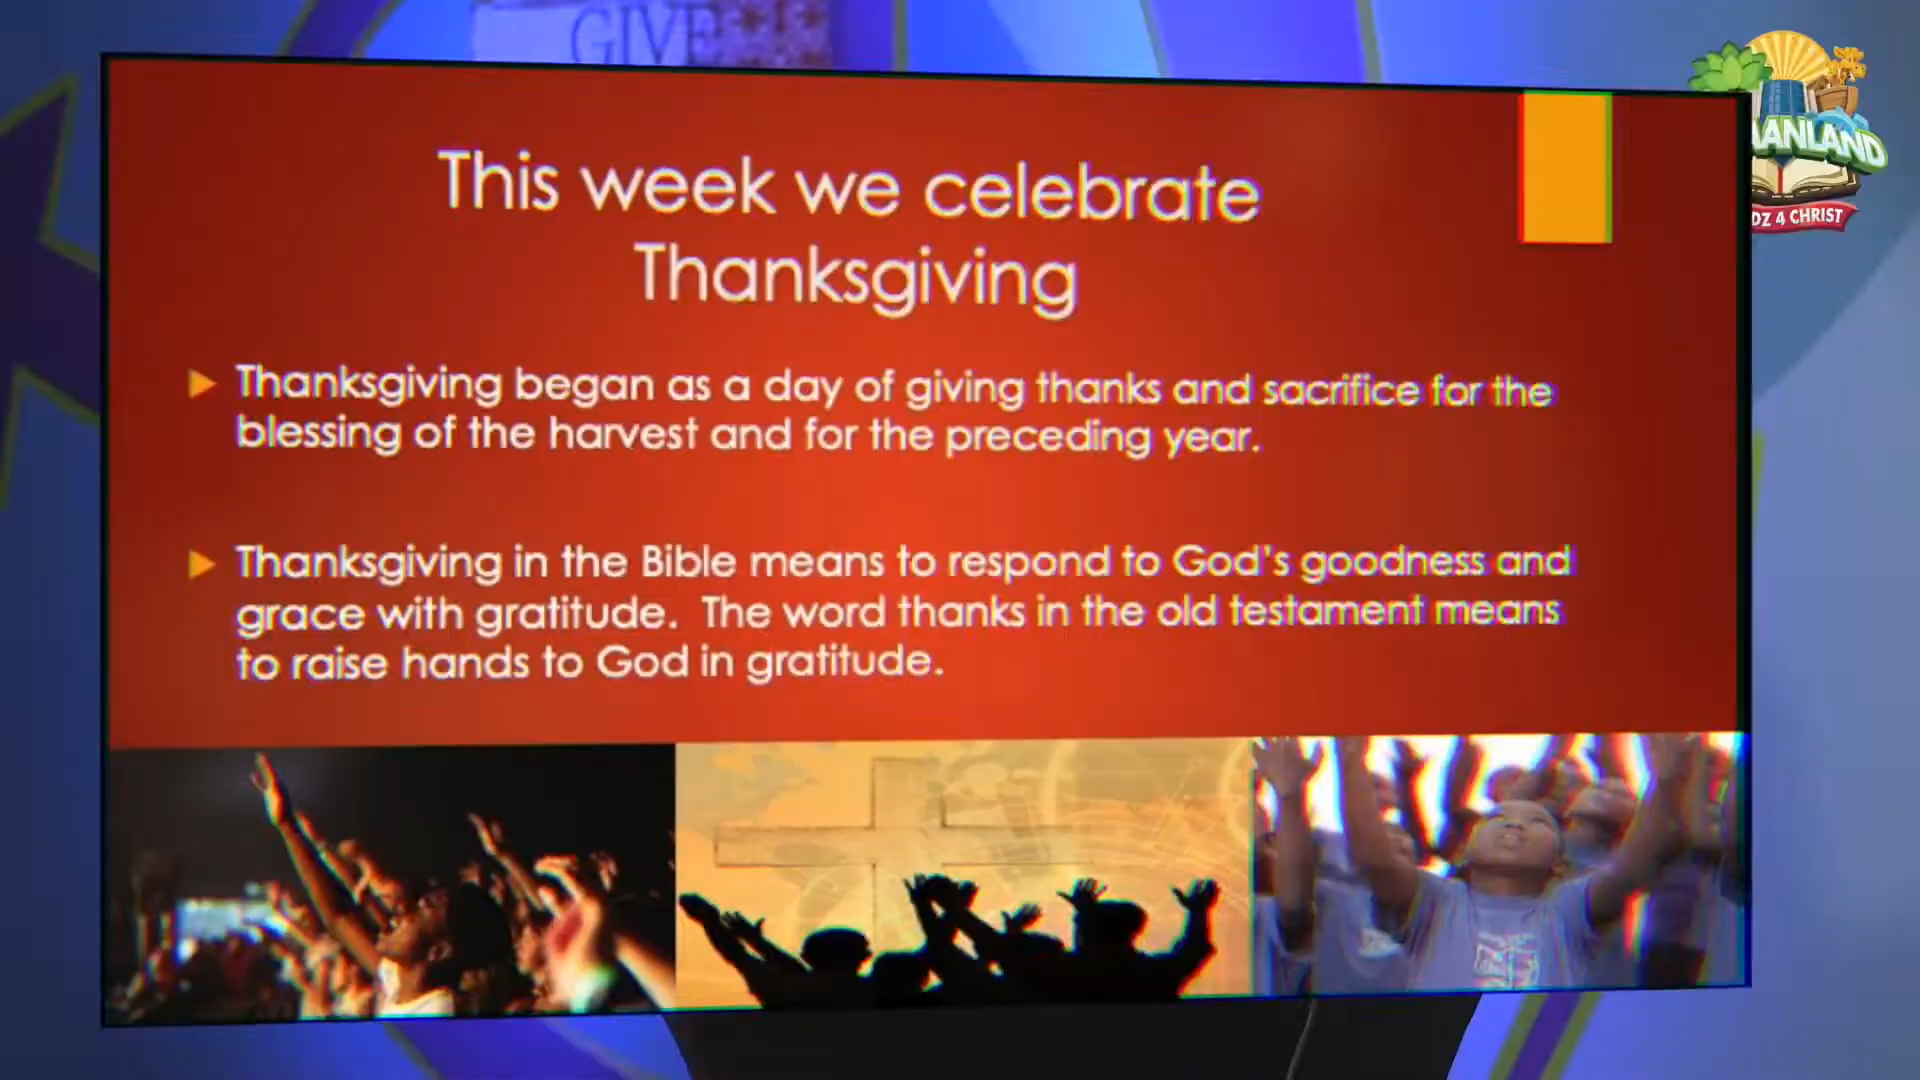 GIVE
This week we celebrate
Thanksgiving
Thanksgiving began as a day of giving thanks and sacrifice for the
blessing of the harvest and for the preceding year.
Thanksgiving in the Bible means to respond to God's goodness and
grace with gratitude. The word thanks in the old testament means
to raise hands to God in gratitude.
AANLAND
DZ 4 CHRIST